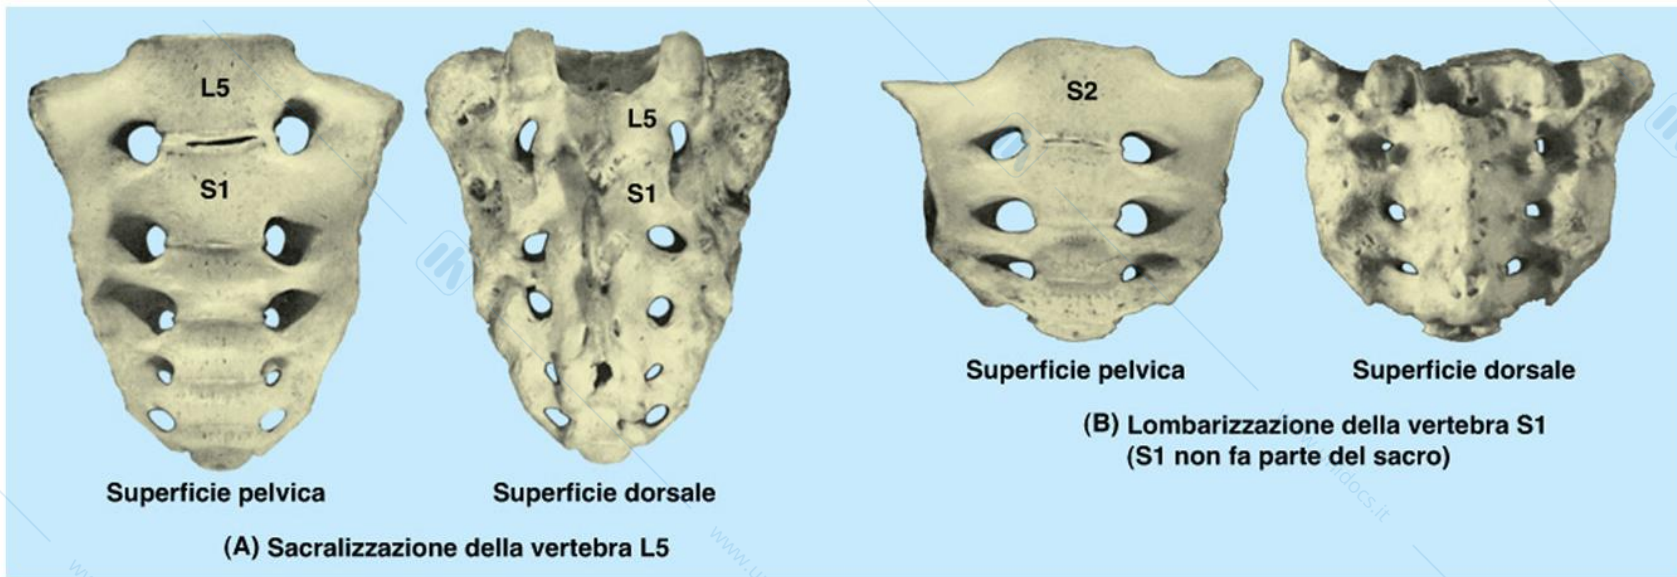 L5
S1
L5
S1
Superficie pelvica
Superficie dorsale
(A) Sacralizzazione della vertebra L5
S2
Superficie pelvica
Superficie dorsale
(B) Lombarizzazione della vertebra S1
(S1 non fa parte del sacro)